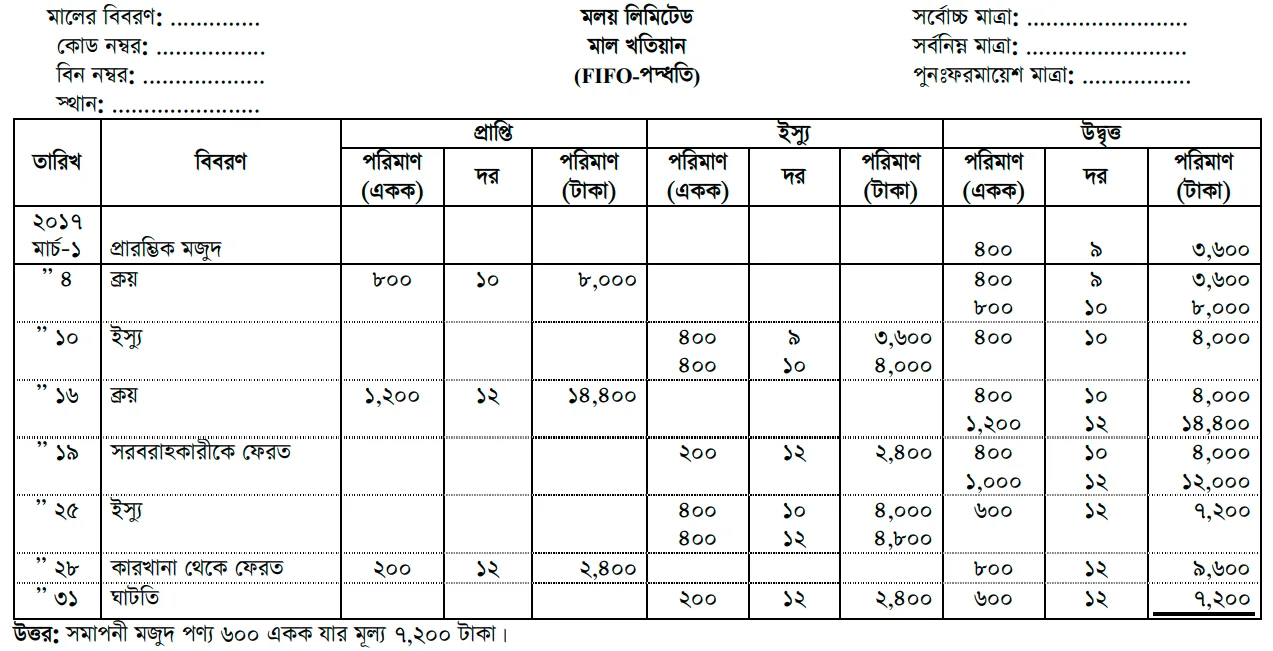 মালের বিবরণ: .............. মলয় লিমিটেড সর্বোচ্চ মাত্রা: .........................
কোড নম্বর: ................. মাল খতিয়ান সর্বনিম্ন মাত্রা: .........................
বিন নম্বর: ................... (FIFO-পদ্ধতি) পুনঃফরমায়েশ মাত্রা: .................
স্থান: .......................
তারিখ বিবরণ প্রাপ্তি ইস্যু উদ্বৃত্ত
পরিমাণ (একক) দর পরিমাণ (টাকা) পরিমাণ (একক) দর পরিমাণ (টাকা) পরিমাণ (একক) দর পরিমাণ (টাকা)
২০১৭
মার্চ-১ প্রারম্ভিক মজুদ ৪০০ ৯ ৩,৬০০
” ৪ ক্রয় ৮০০ ১০ ৮,০০০ ৪০০ ৯ ৩,৬০০
৮০০ ১০ ৮,০০০
” ১০ ইস্যু ৪০০ ৯ ৩,৬০০ ৪০০ ১০ ৪,০০০
৪০০ ১০ ৪,০০০
” ১৬ ক্রয় ১,২০০ ১২ ১৪,৪০০ ৪০০ ১০ ৪,০০০
১,২০০ ১২ ১৪,৪০০
” ১৯ সরবরাহকারীকে ফেরত ২০০ ১২ ২,৪০০ ৪০০ ১০ ৪,০০০
১,০০০ ১২ ১২,০০০
” ২৫ ইস্যু ৪০০ ১০ ৪,০০০ ৬০০ ১২ ৭,২০০
৪০০ ১২ ৪,৮০০
” ২৮ কারখানা থেকে ফেরত ২০০ ১২ ২,৪০০ ৮০০ ১২ ৯,৬০০
” ৩১ ঘাটতি ২০০ ১২ ২,৪০০ ৬০০ ১২ ৭,২০০
উত্তর: সমাপনী মজুদ পণ্য ৬০০ একক যার মূল্য ৭,২০০ টাকা।